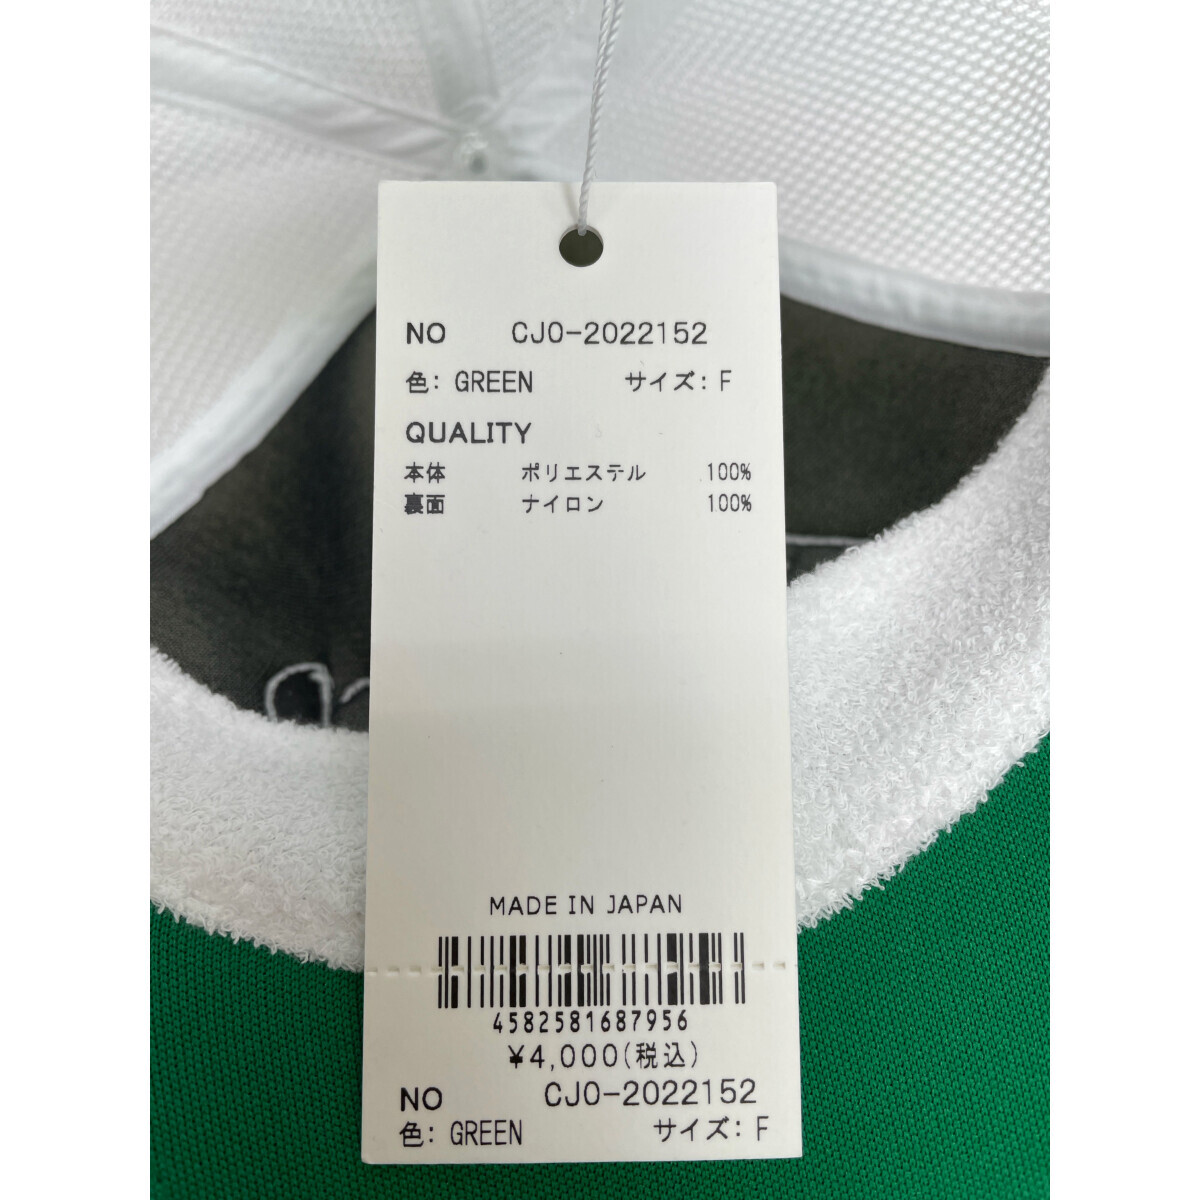 NO CJO-2022152
色: GREEN サイズ: F
QUALITY
本体 ポリエステル 100%
裏面 ナイロン 100%
MADE IN JAPAN
4582581687956
¥4,000(税込)
NO CJO-2022152
色: GREEN サイズ: F